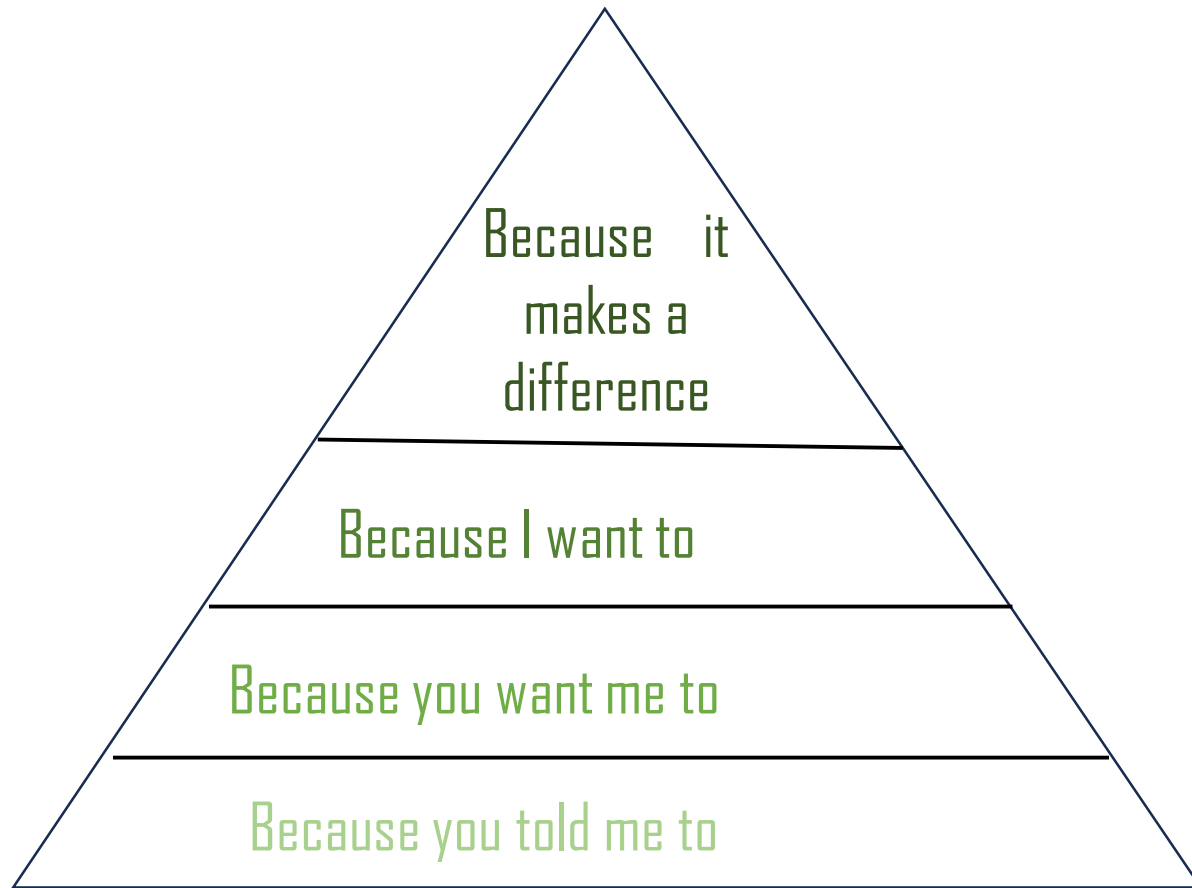 Because it
makes a
difference
Because I want to
Because you want me to
Because you told me to